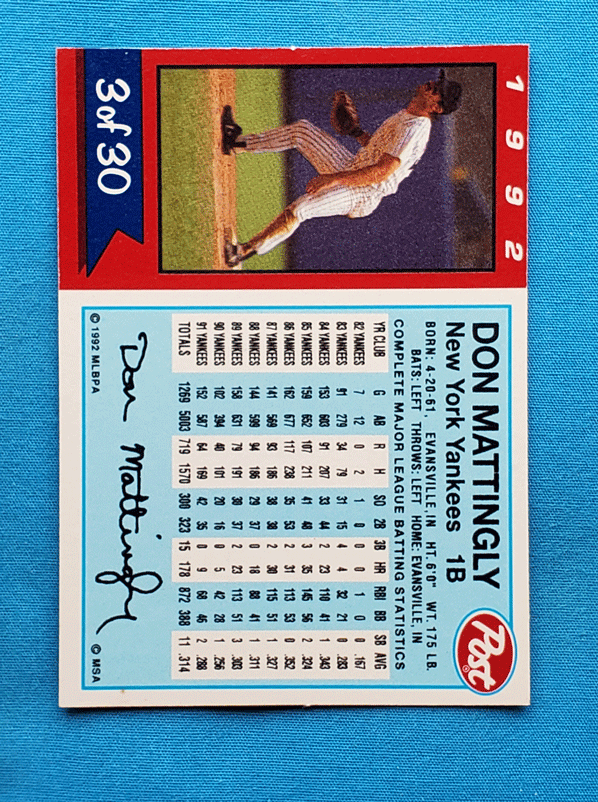 1992
3 of 30
Post
DON MATTINGLY
New York Yankees 1B
BORN: 4-20-61, EVANSVILLE, IN HT. 6'0" WT. 175 LB.
BATS: LEFT, THROWS: LEFT HOME: EVANSVILLE, IN
COMPLETE MAJOR LEAGUE BATTING STATISTICS
YR CLUB G AB R H SO 2B 3B HR RBI BB SB AVG
82 YANKEES 7 12 0 2 1 0 0 0 1 0 0 .167
83 YANKEES 91 279 34 79 31 15 4 4 32 21 0 .283
84 YANKEES 153 603 91 207 33 44 2 23 110 41 1 .343
85 YANKEES 159 652 107 211 41 48 3 35 145 56 2 .324
86 YANKEES 162 677 117 238 35 53 2 31 113 53 0 .352
87 YANKEES 141 569 93 186 38 38 2 30 115 51 1 .327
88 YANKEES 144 599 94 186 29 37 0 18 88 41 1 .311
89 YANKEES 158 631 79 191 30 37 2 23 113 51 3 .303
90 YANKEES 102 394 40 101 20 16 0 5 42 28 1 .256
91 YANKEES 152 587 64 169 42 35 0 9 68 46 2 .288
TOTALS 1269 5003 719 1570 300 323 15 178 872 388 11 .314
Don Mattingly
© 1992 MLBPA
© MSA